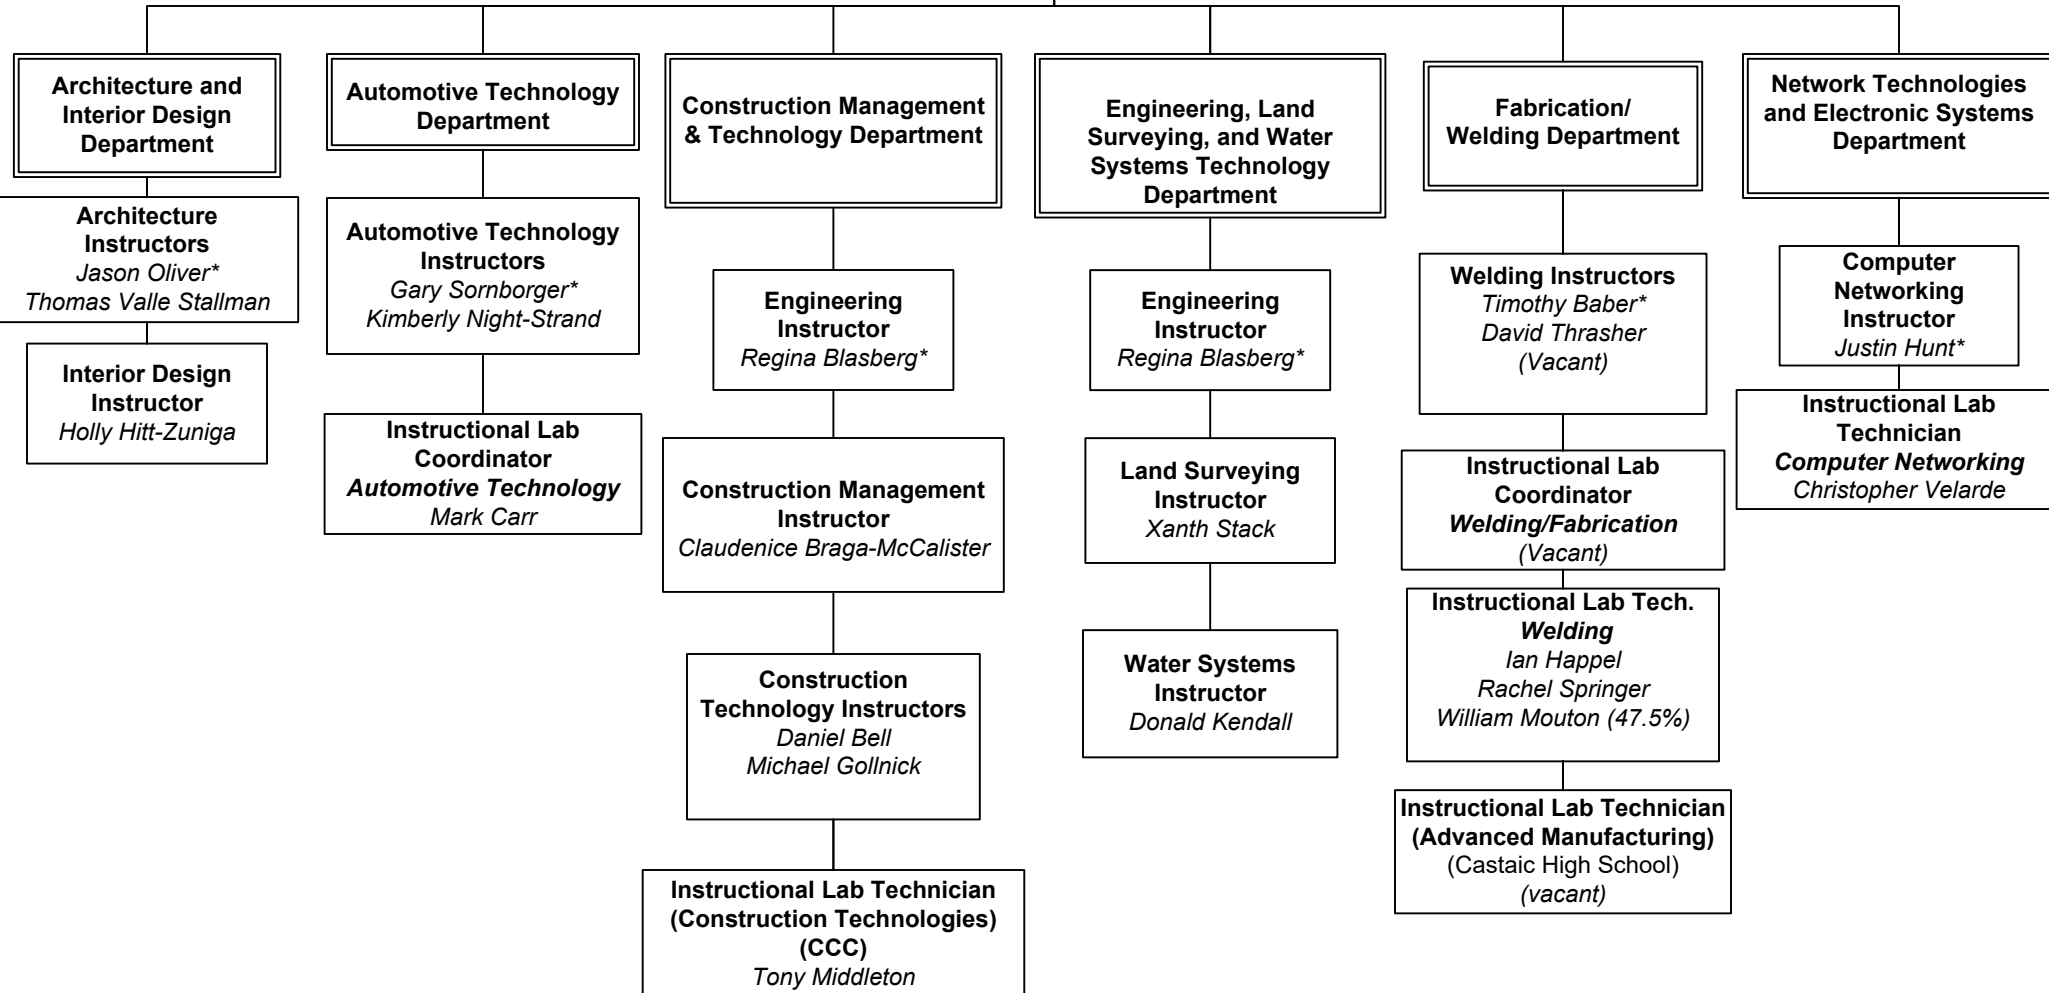 Architecture and
Interior Design
Department
Architecture
Instructors
Jason Oliver*
Thomas Valle Stallman
Interior Design
Instructor
Holly Hitt-Zuniga
Automotive Technology
Department
Automotive Technology
Instructors
Gary Sornborger*
Kimberly Night-Strand
Instructional Lab
Coordinator
Automotive Technology
Mark Carr
Construction Management
& Technology Department
Engineering
Instructor
Regina Blasberg*
Construction Management
Instructor
Claudenice Braga-McCalister
Construction
Technology Instructors
Daniel Bell
Michael Gollnick
Instructional Lab Technician
(Construction Technologies)
(CCC)
Tony Middleton
Engineering, Land
Surveying, and Water
Systems Technology
Department
Engineering
Instructor
Regina Blasberg*
Land Surveying
Instructor
Xanth Stack
Water Systems
Instructor
Donald Kendall
Fabrication/
Welding Department
Welding Instructors
Timothy Baber*
David Thrasher
(Vacant)
Instructional Lab
Coordinator
Welding/Fabrication
(Vacant)
Instructional Lab Tech.
Welding
Ian Happel
Rachel Springer
William Mouton (47.5%)
Instructional Lab Technician
(Advanced Manufacturing)
(Castaic High School)
(vacant)
Network Technologies
and Electronic Systems
Department
Computer
Networking
Instructor
Justin Hunt*
Instructional Lab
Technician
Computer Networking
Christopher Velarde